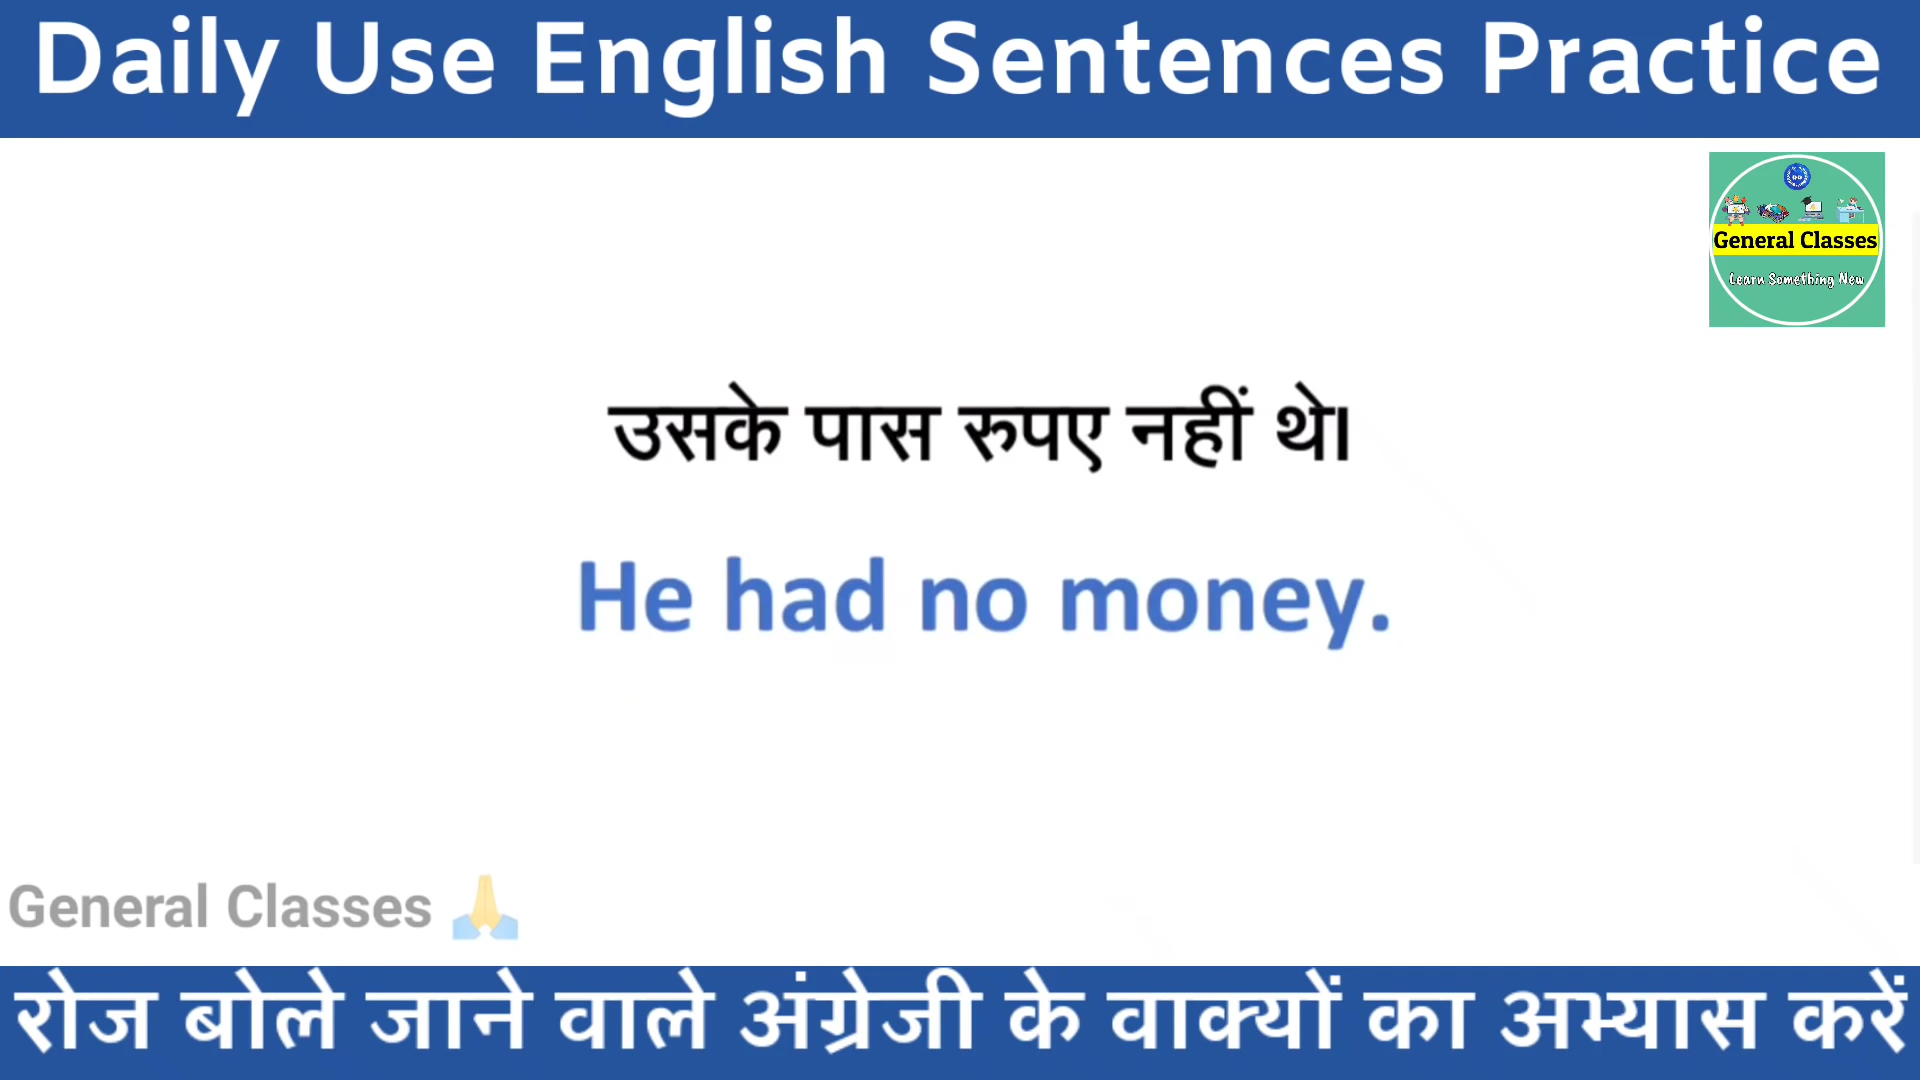 Daily Use English Sentences Practice
General Classes
Learn Something New
उसके पास रुपए नहीं थे।
He had no money.
General Classes 🙏
रोज बोले जाने वाले अंग्रेजी के वाक्यों का अभ्यास करें